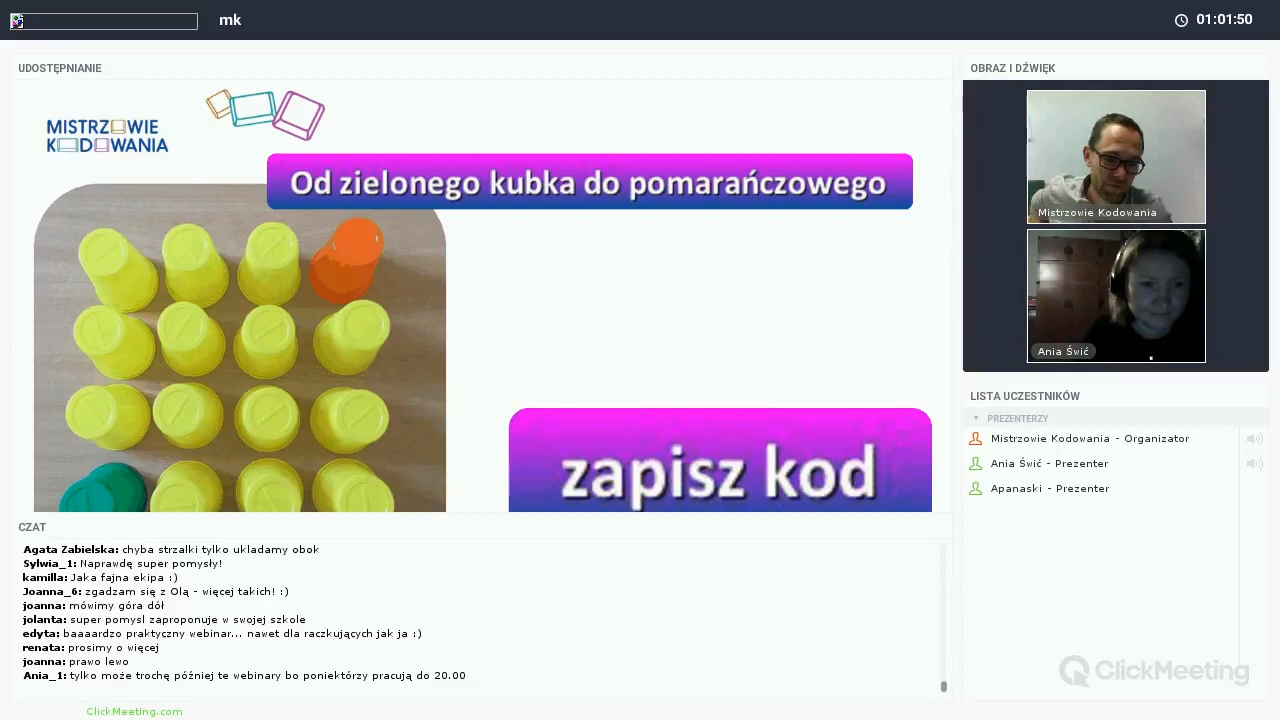 mk
01:01:50
UDOSTĘPNIANIE
MISTRZOWIE
KODOWANIA
Od zielonego kubka do pomarańczowego
zapisz kod
OBRAZ I DŹWIĘK
Mistrzowie Kodowania
Ania Świć
LISTA UCZESTNIKÓW
PREZENTERZY
Mistrzowie Kodowania - Organizator
Ania Świć - Prezenter
Apanaski - Prezenter
CZAT
Agata Zabielska: chyba strzalki tylko ukladamy obok
Sylwia_1: Naprawdę super pomysły!
kamilla: Jaka fajna ekipa :)
Joanna_6: zgadzam się z Olą - więcej takich! :)
joanna: mówimy góra dół
jolanta: super pomysl zaproponuje w swojej szkole
edyta: baaaardzo praktyczny webinar... nawet dla raczkujących jak ja ;)
renata: prosimy o więcej
joanna: prawo lewo
Ania_1: tylko może trochę później te webinary bo poniektórzy pracują do 20.00
ClickMeeting
ClickMeeting.com